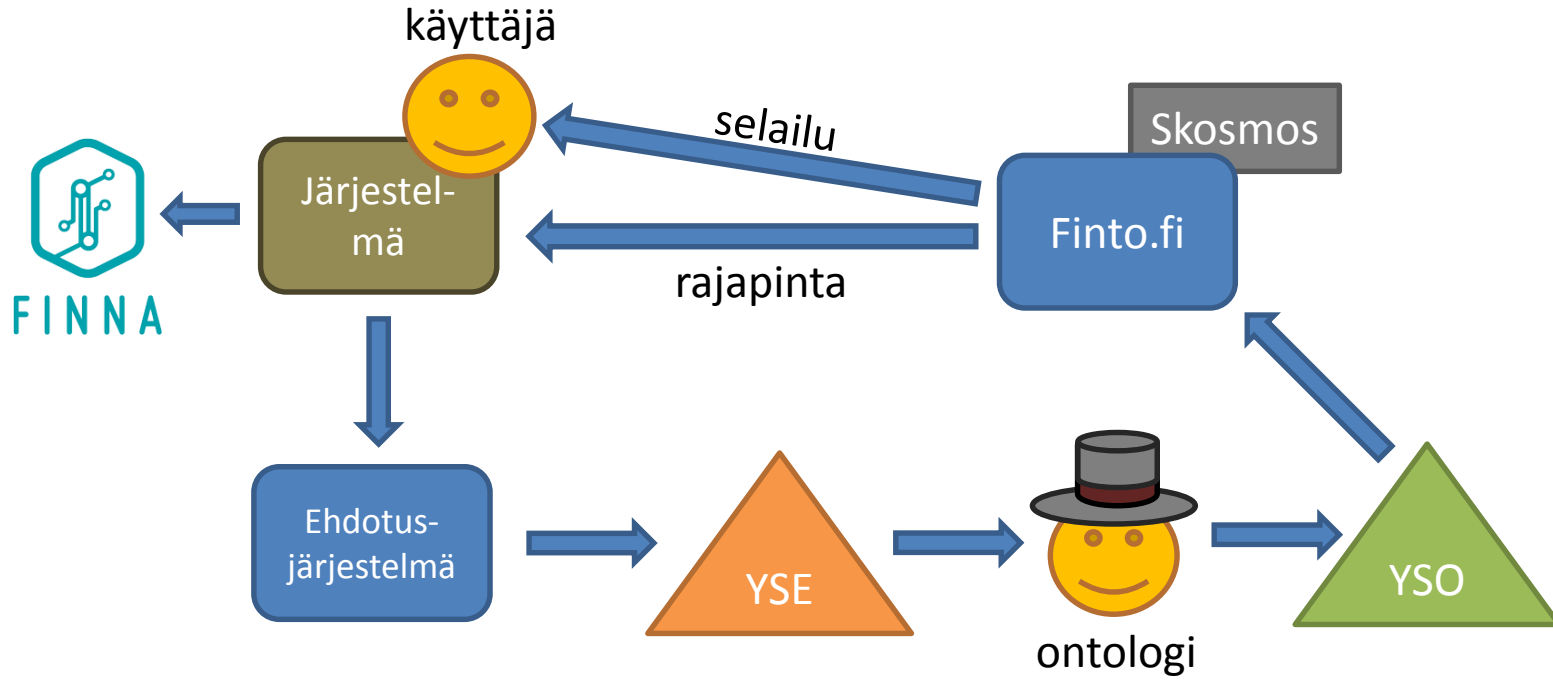 käyttäjä
selailu
Skosmos
Järjestel-
mä
Finto.fi
rajapinta
FINNA
Ehdotus-
järjestelmä
YSE
YSO
ontologi